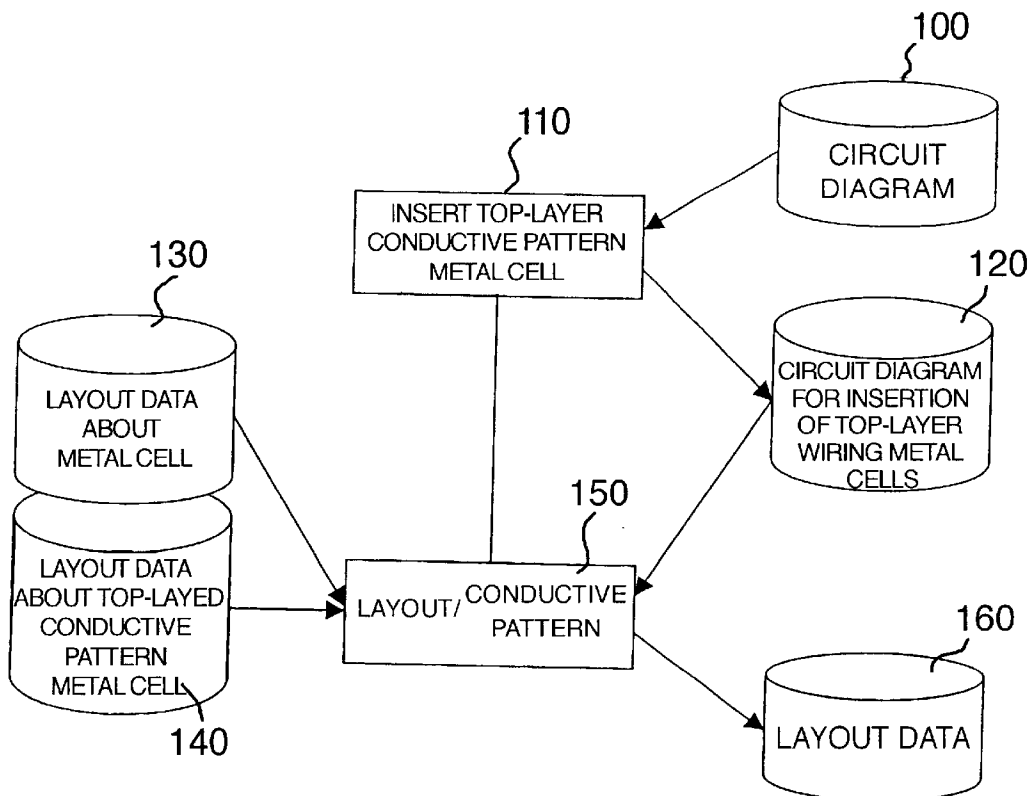 100
CIRCUIT
DIAGRAM
110
INSERT TOP-LAYER
CONDUCTIVE PATTERN
METAL CELL
120
CIRCUIT DIAGRAM
FOR INSERTION
OF TOP-LAYER
WIRING METAL
CELLS
130
LAYOUT DATA
ABOUT
METAL CELL
LAYOUT DATA
ABOUT TOP-LAYED
CONDUCTIVE
PATTERN
METAL CELL
140
150
LAYOUT/ CONDUCTIVE
PATTERN
160
LAYOUT DATA